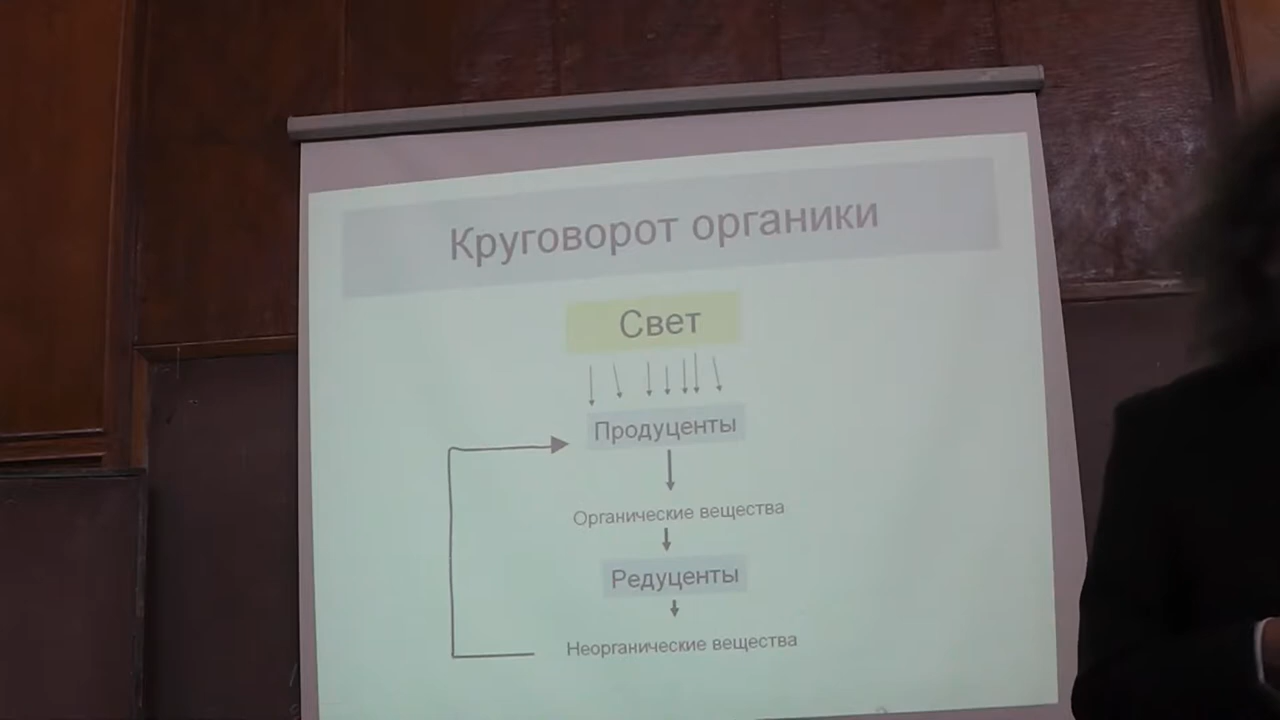 Круговорот органики
Свет
Продуценты
Органические вещества
Редуценты
Неорганические вещества